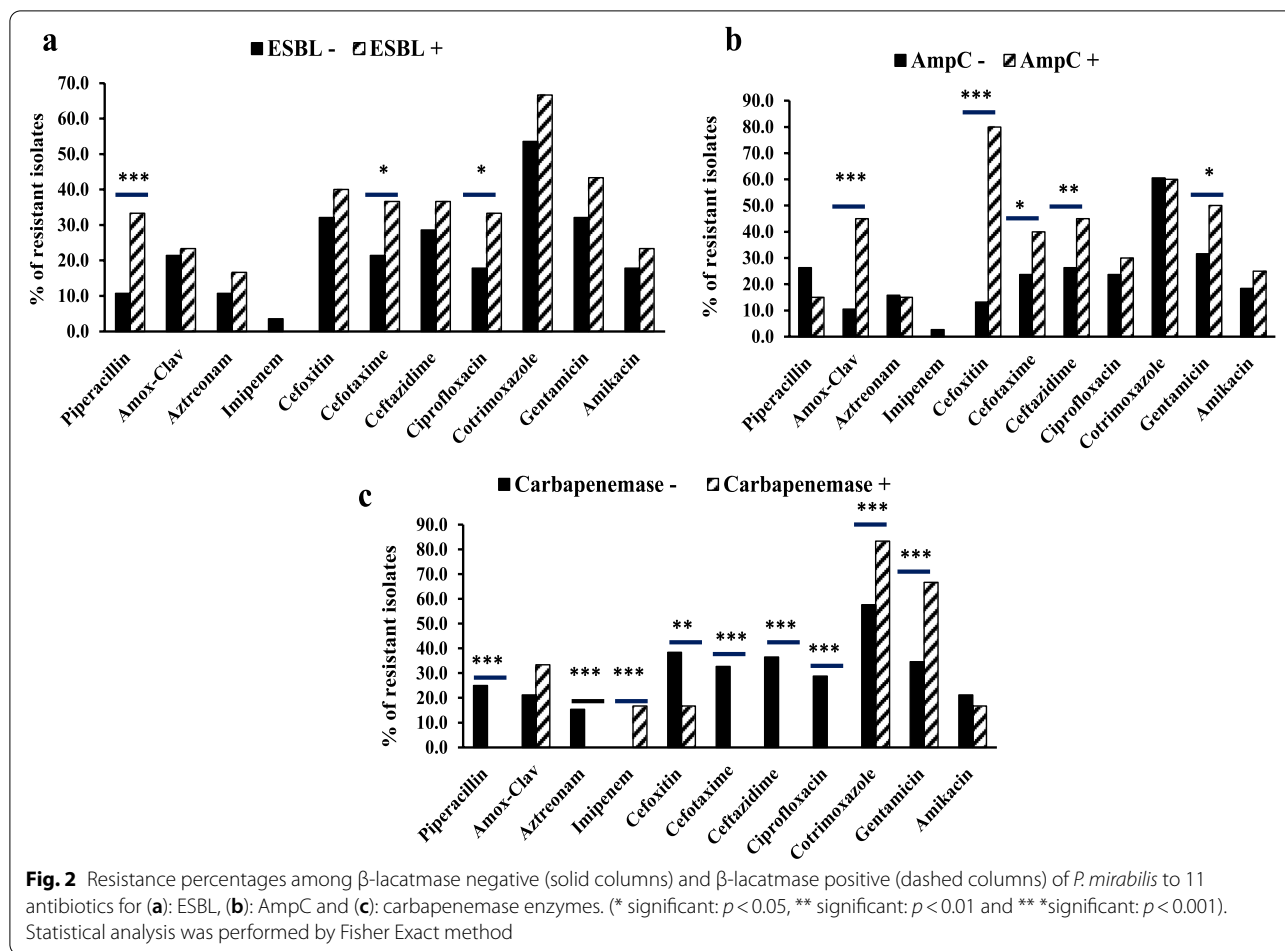 a
ESBL - ESBL +
70.0
60.0
50.0
40.0
30.0
20.0
10.0
0.0
% of resistant isolates
*** * *
Piperacillin
Amox-Clav
Aztreonam
Imipenem
Cefoxitin
Cefotaxime
Ceftazidime
Ciprofloxacin
Cotrimoxazole
Gentamicin
Amikacin
b
AmpC - AmpC +
90.0
80.0
70.0
60.0
50.0
40.0
30.0
20.0
10.0
0.0
% of resistant isolates
*** *** * ** *
Piperacillin
Amox-Clav
Aztreonam
Imipenem
Cefoxitin
Cefotaxime
Ceftazidime
Ciprofloxacin
Cotrimoxazole
Gentamicin
Amikacin
c
Carbapenemase - Carbapenemase +
90.0
80.0
70.0
60.0
50.0
40.0
30.0
20.0
10.0
0.0
% of resistant isolates
*** *** *** ** *** *** *** *** ***
Piperacillin
Amox-Clav
Aztreonam
Imipenem
Cefoxitin
Cefotaxime
Ceftazidime
Ciprofloxacin
Cotrimoxazole
Gentamicin
Amikacin
Fig. 2 Resistance percentages among β-lacatmase negative (solid columns) and β-lacatmase positive (dashed columns) of P. mirabilis to 11
antibiotics for (a): ESBL, (b): AmpC and (c): carbapenemase enzymes. (* significant: p < 0.05, ** significant: p < 0.01 and ** *significant: p < 0.001).
Statistical analysis was performed by Fisher Exact method